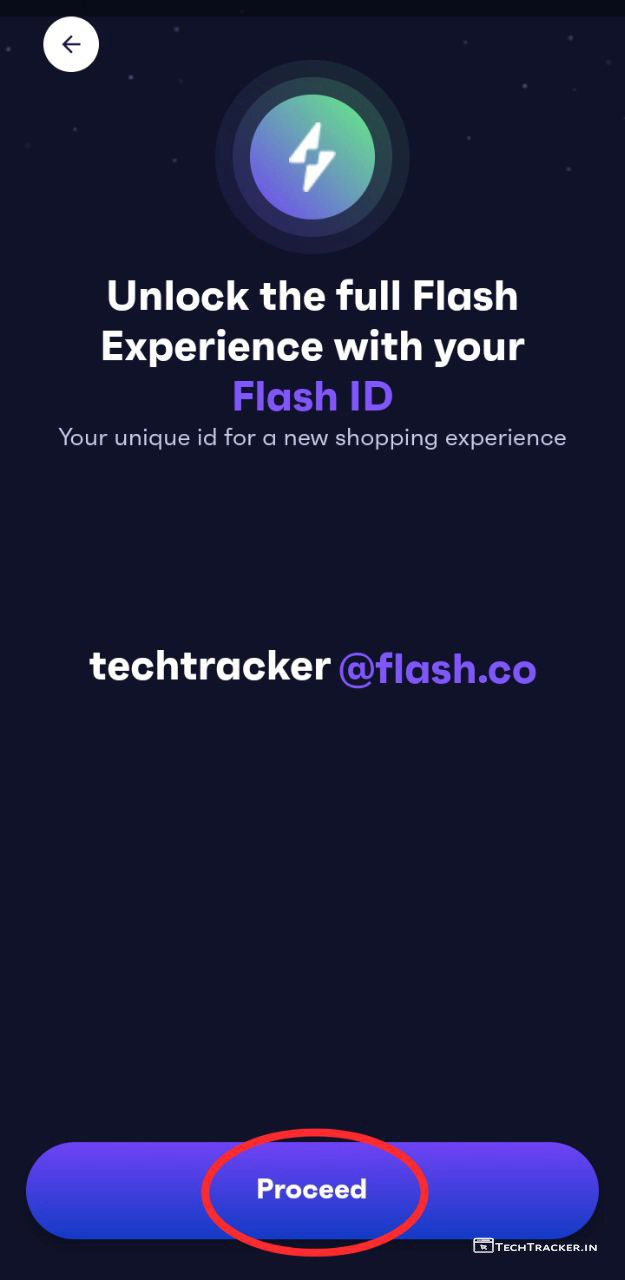 Unlock the full Flash
Experience with your
Flash ID
Your unique id for a new shopping experience
techtracker @flash.co
Proceed
TECHTRACKER.IN